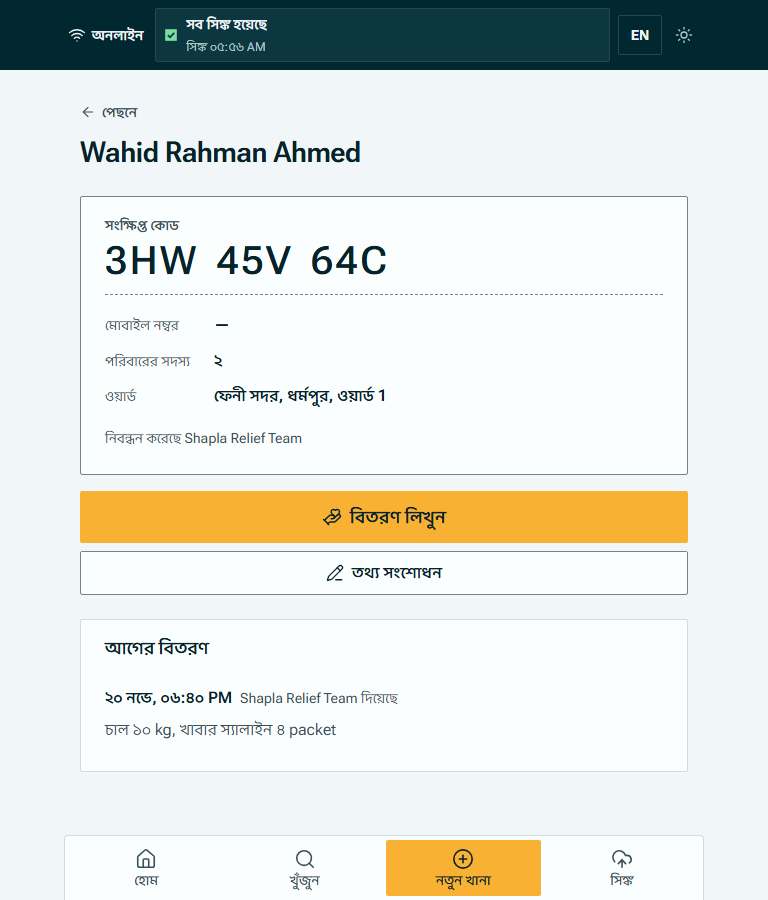 অনলাইন
সব সিঙ্ক হয়েছে
সিঙ্ক ০৫:৫৬ AM
EN
পেছনে
Wahid Rahman Ahmed
সংক্ষিপ্ত কোড
3HW 45V 64C
মোবাইল নম্বর —
পরিবারের সদস্য ২
ওয়ার্ড ফেনী সদর, ধর্মপুর, ওয়ার্ড 1
নিবন্ধন করেছে Shapla Relief Team
বিতরণ লিখুন
তথ্য সংশোধন
আগের বিতরণ
২০ নভে, ০৬:৪০ PM Shapla Relief Team দিয়েছে
চাল ১০ kg, খাবার স্যালাইন ৪ packet
হোম
খুঁজুন
নতুন খানা
সিঙ্ক